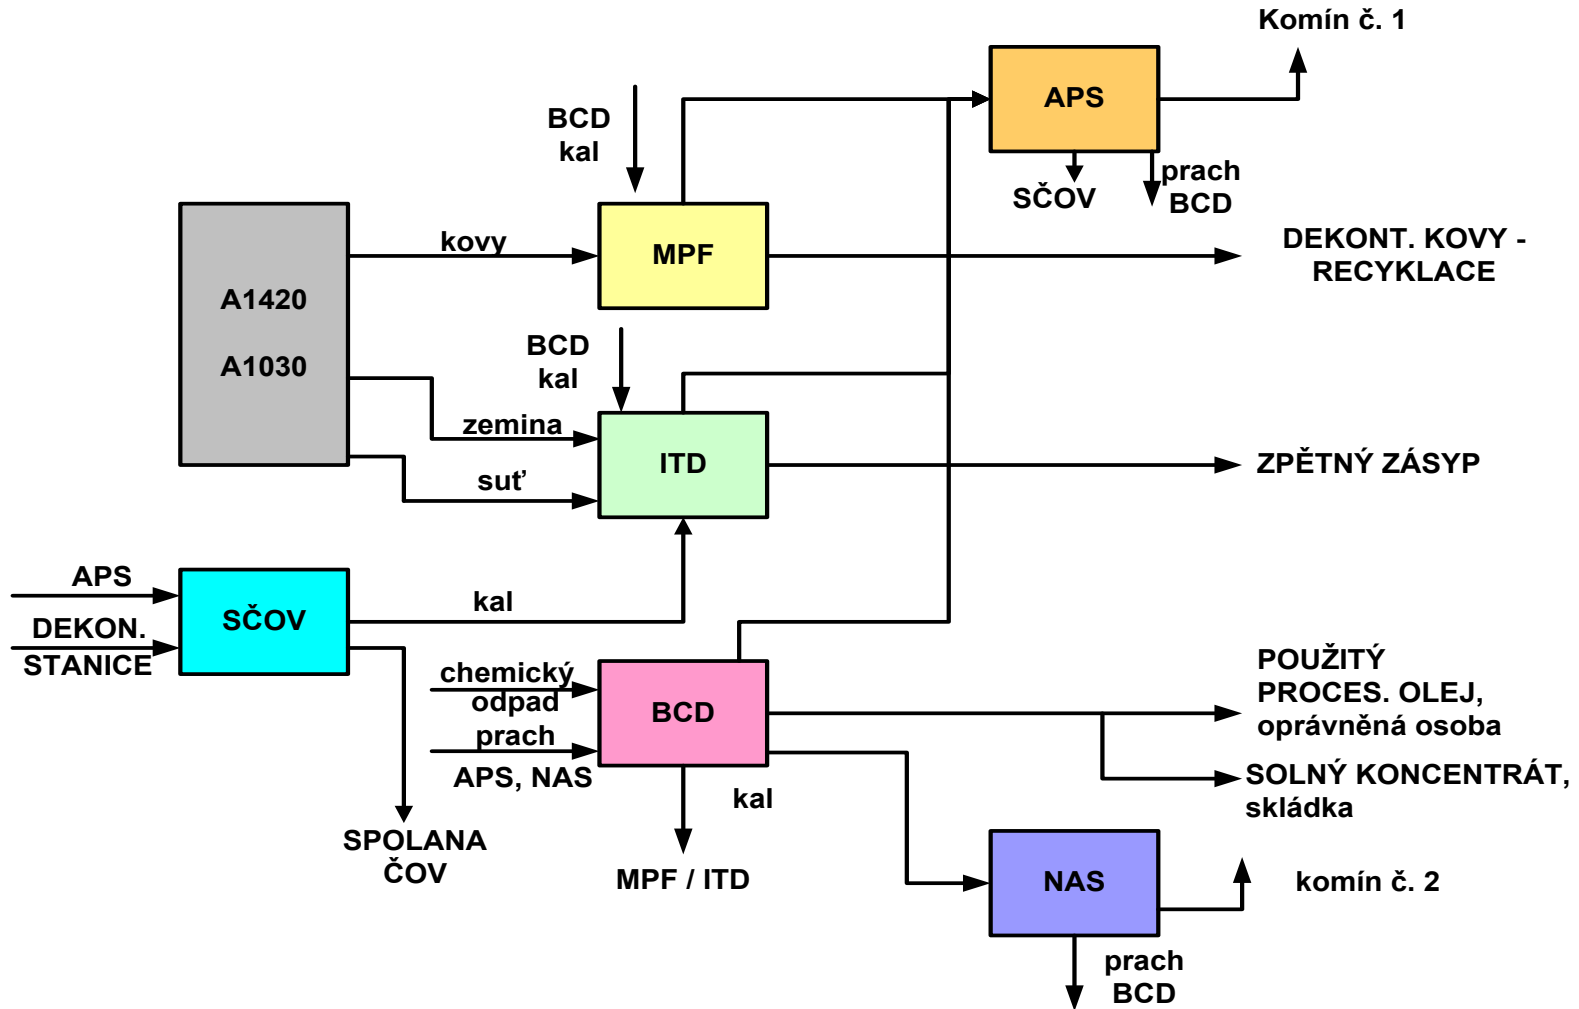 Komín č. 1
APS
BCD
kal
prach
BCD
SČOV
kovy
MPF
DEKONT. KOVY -
RECYKLACE
A1420
A1030
BCD
kal
zemina
ITD
ZPĚTNÝ ZÁSYP
suť
APS
SČOV
kal
DEKON.
STANICE
chemický
odpad
BCD
prach
APS, NAS
POUŽITÝ
PROCES. OLEJ,
oprávněná osoba
SOLNÝ KONCENTRÁT,
skládka
kal
SPOLANA
ČOV
MPF / ITD
NAS
komín č. 2
prach
BCD